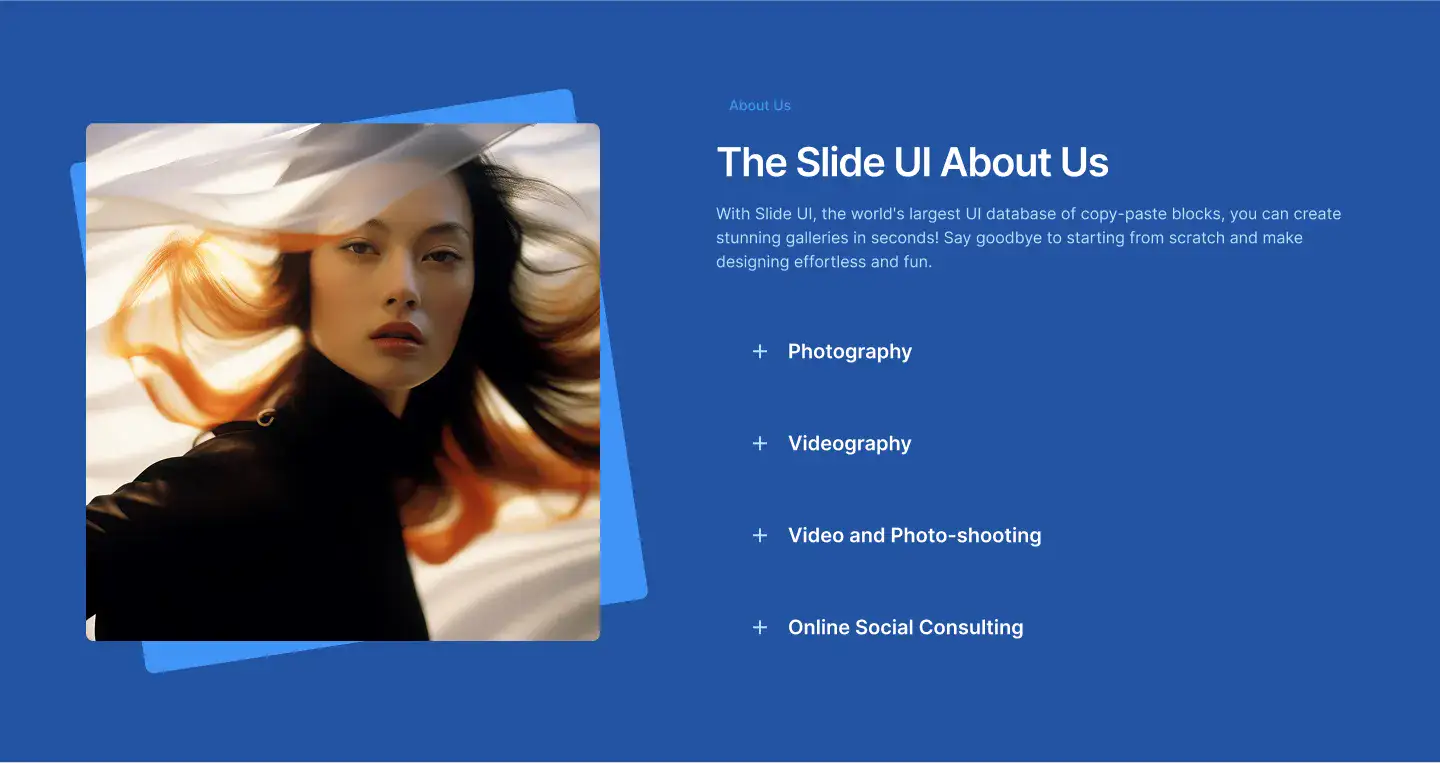 About Us
The Slide UI About Us
With Slide UI, the world's largest UI database of copy-paste blocks, you can create
stunning galleries in seconds! Say goodbye to starting from scratch and make
designing effortless and fun.
Photography
Videography
Video and Photo-shooting
Online Social Consulting